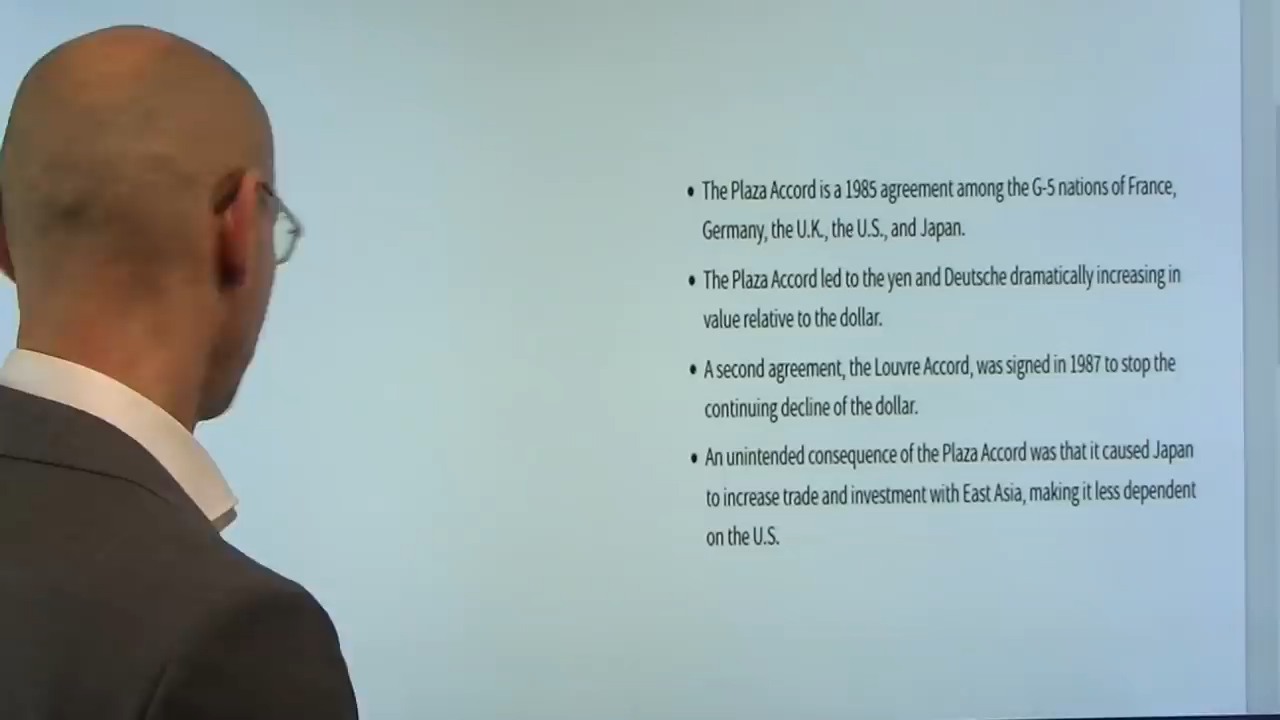 • The Plaza Accord is a 1985 agreement among the G-5 nations of France,
Germany, the U.K., the U.S., and Japan.
• The Plaza Accord led to the yen and Deutsche dramatically increasing in
value relative to the dollar.
• A second agreement, the Louvre Accord, was signed in 1987 to stop the
continuing decline of the dollar.
• An unintended consequence of the Plaza Accord was that it caused Japan
to increase trade and investment with East Asia, making it less dependent
on the U.S.